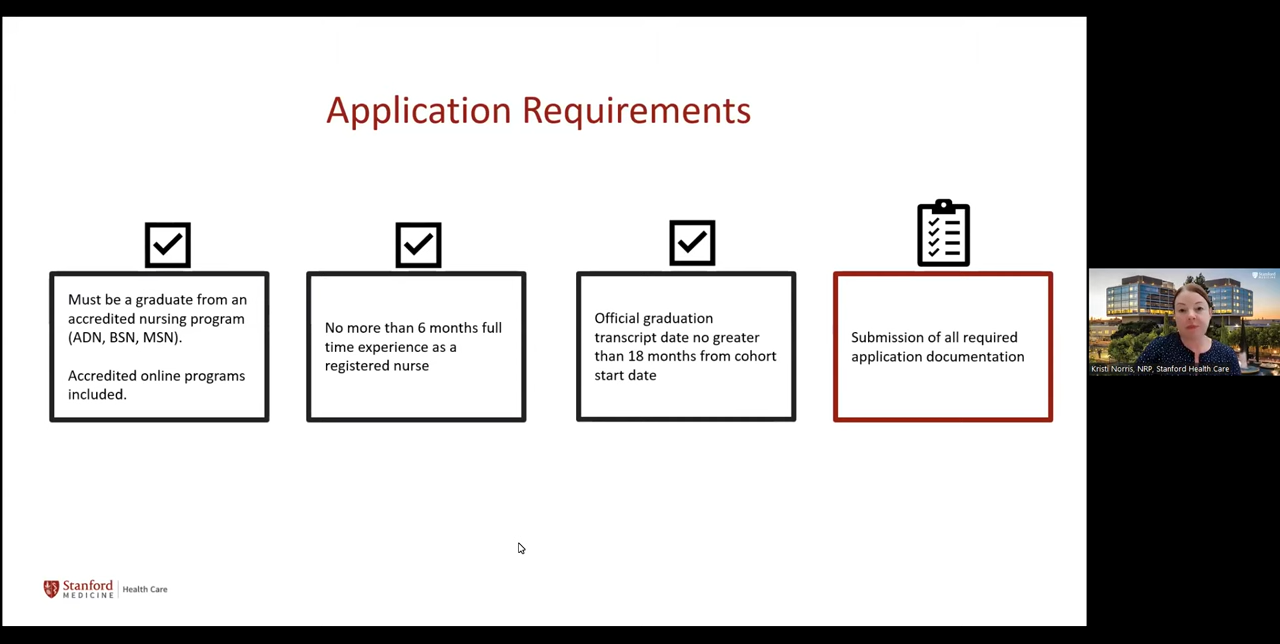 Application Requirements
Must be a graduate from an
accredited nursing program
(ADN, BSN, MSN).
Accredited online programs
included.
No more than 6 months full
time experience as a
registered nurse
Official graduation
transcript date no greater
than 18 months from cohort
start date
Submission of all required
application documentation
Stanford
MEDICINE
Health Care
Stanford
MEDICINE
Kristi Norris, NRP, Stanford Health Care